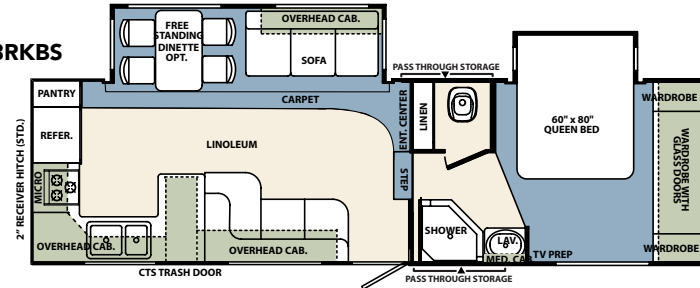 OVERHEAD CAB.
FREE
STANDING
DINETTE
OPT.
SOFA
8RKBS
PASS THROUGH STORAGE
PANTRY
CARPET
ENT. CENTER
LINEN
WARDROBE
60" x 80"
QUEEN BED
REFER.
LINOLEUM
WARDROBE WITH
GLASS DOORS
2" RECEIVER HITCH (STD.)
MICRO
STEP
SHOWER
LAV.
OVERHEAD CAB.
OVERHEAD CAB.
MED. CAB
TV PREP
WARDROBE
CTS TRASH DOOR
PASS THROUGH STORAGE